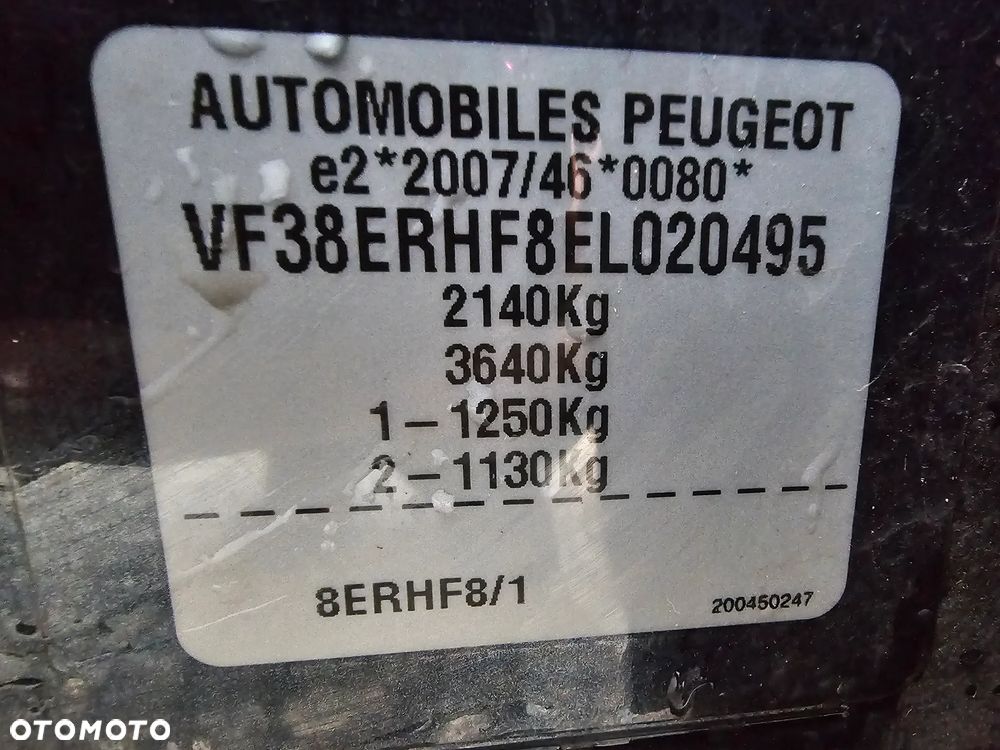 AUTOMOBILES PEUGEOT
e2*2007/46*0080*
VF38ERHF8EL020495
2140Kg
3640Kg
1-1250Kg
2-1130Kg
8ERHF8/1
200450247
OTOMOTO